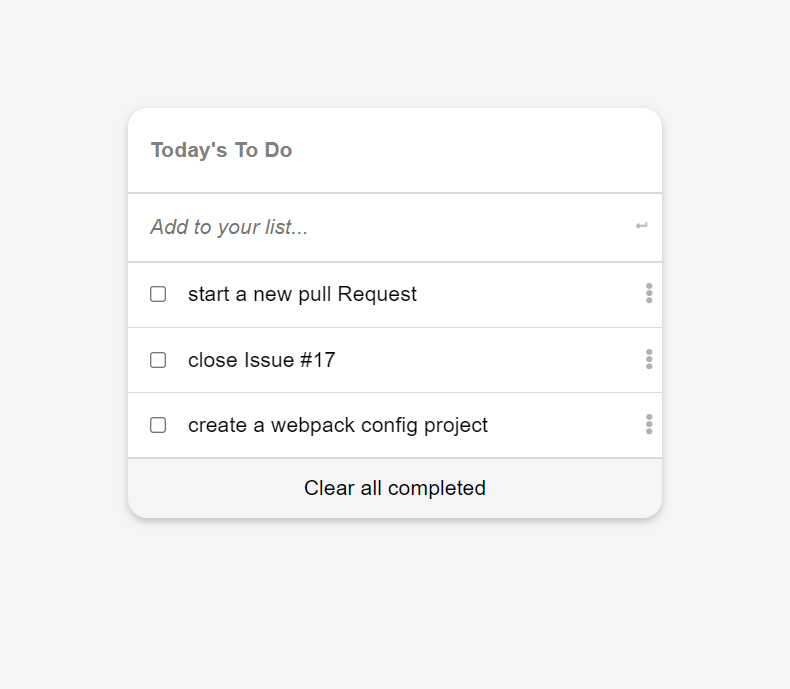 Today's To Do
Add to your list...
start a new pull Request
close Issue #17
create a webpack config project
Clear all completed